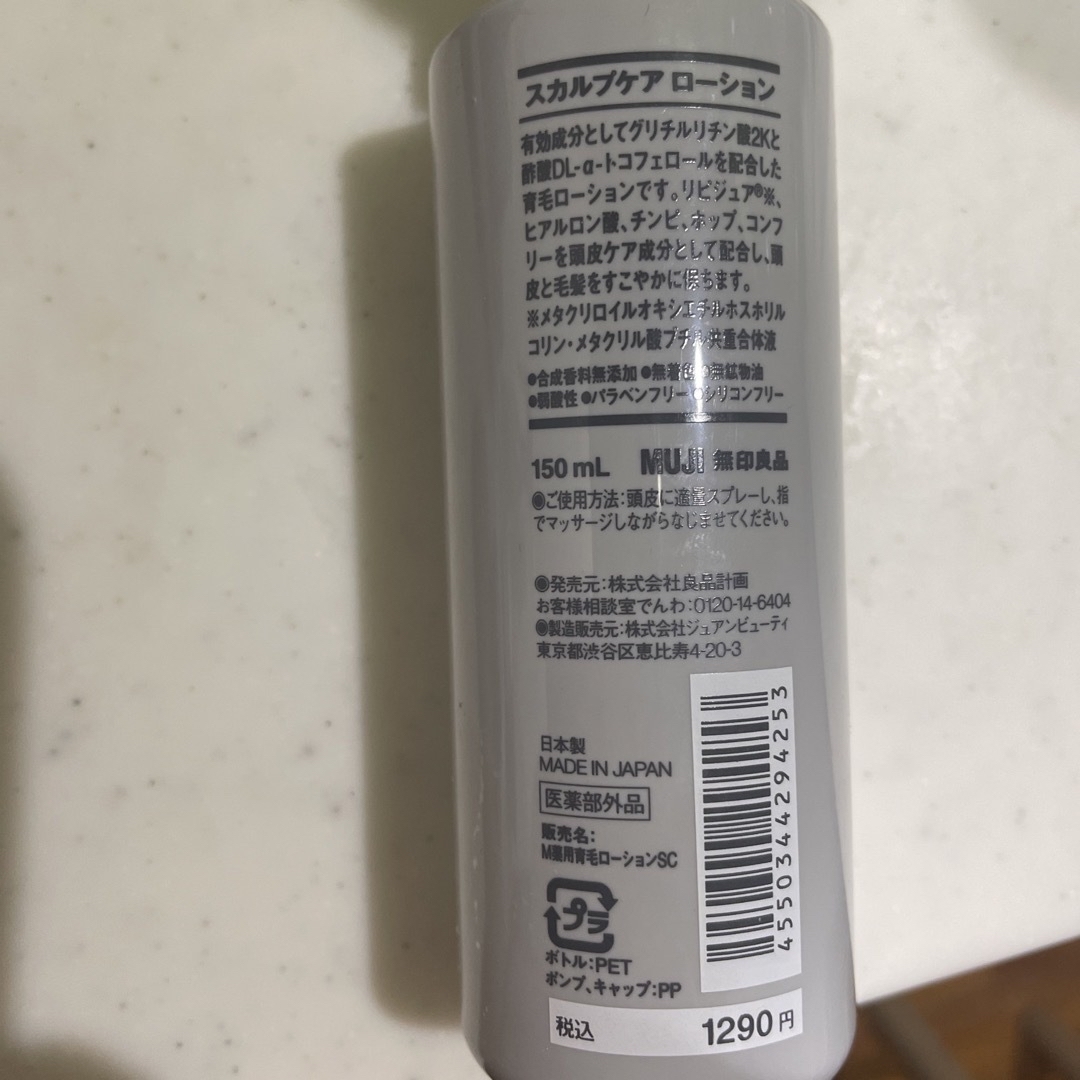 スカルプケア ローション
有効成分としてグリチルリチン酸2Kと
酢酸DL-α-トコフェロールを配合した
育毛ローションです。リピジュア®※、
ヒアルロン酸、チンピ、ホップ、コンフ
リーを頭皮ケア成分として配合し、頭
皮と毛髪をすこやかに保ちます。
※メタクリロイルオキシエチルホスホリル
コリン・メタクリル酸ブチル共重合体液
●合成香料無添加 ●無着色 ●無鉱物油
●弱酸性 ●パラベンフリー ●シリコンフリー
150 mL MUJI 無印良品
◉ご使用方法:頭皮に適量スプレーし、指
でマッサージしながらなじませてください。
◉発売元:株式会社良品計画
お客様相談室でんわ:0120-14-6404
◉製造販売元:株式会社ジュアンビューティ
東京都渋谷区恵比寿4-20-3
日本製
MADE IN JAPAN
医薬部外品
販売名:
M薬用育毛ローションSC
プラ
ボトル:PET
ポンプ、キャップ:PP
4550344294253
税込 1290円